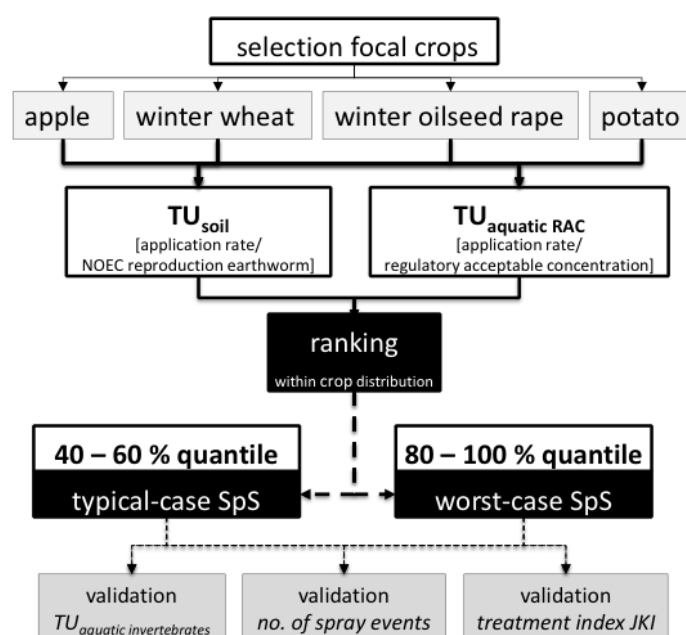 selection focal crops
apple
winter wheat
winter oilseed rape
potato
TUsoil
[application rate/
NOEC reproduction earthworm]
TUaquatic RAC
[application rate/
regulatory acceptable concentration]
ranking
within crop distribution
40 – 60 % quantile
typical-case SpS
80 – 100 % quantile
worst-case SpS
validation
TUaquatic invertebrates
validation
no. of spray events
validation
treatment index JKI